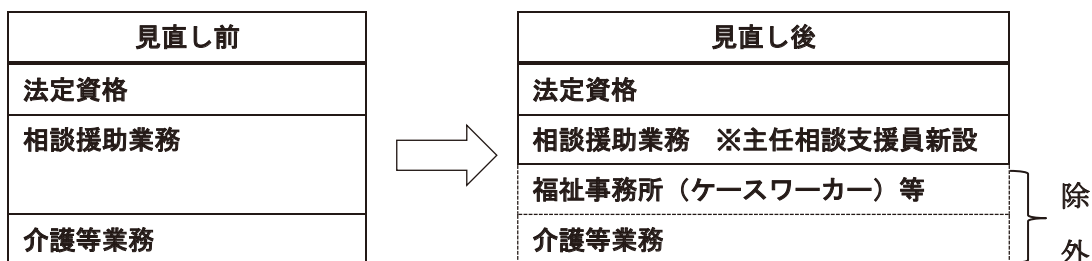 見直し前
法定資格
相談援助業務
介護等業務
見直し後
法定資格
相談援助業務　※主任相談支援員新設
福祉事務所（ケースワーカー）等
介護等業務
除
外